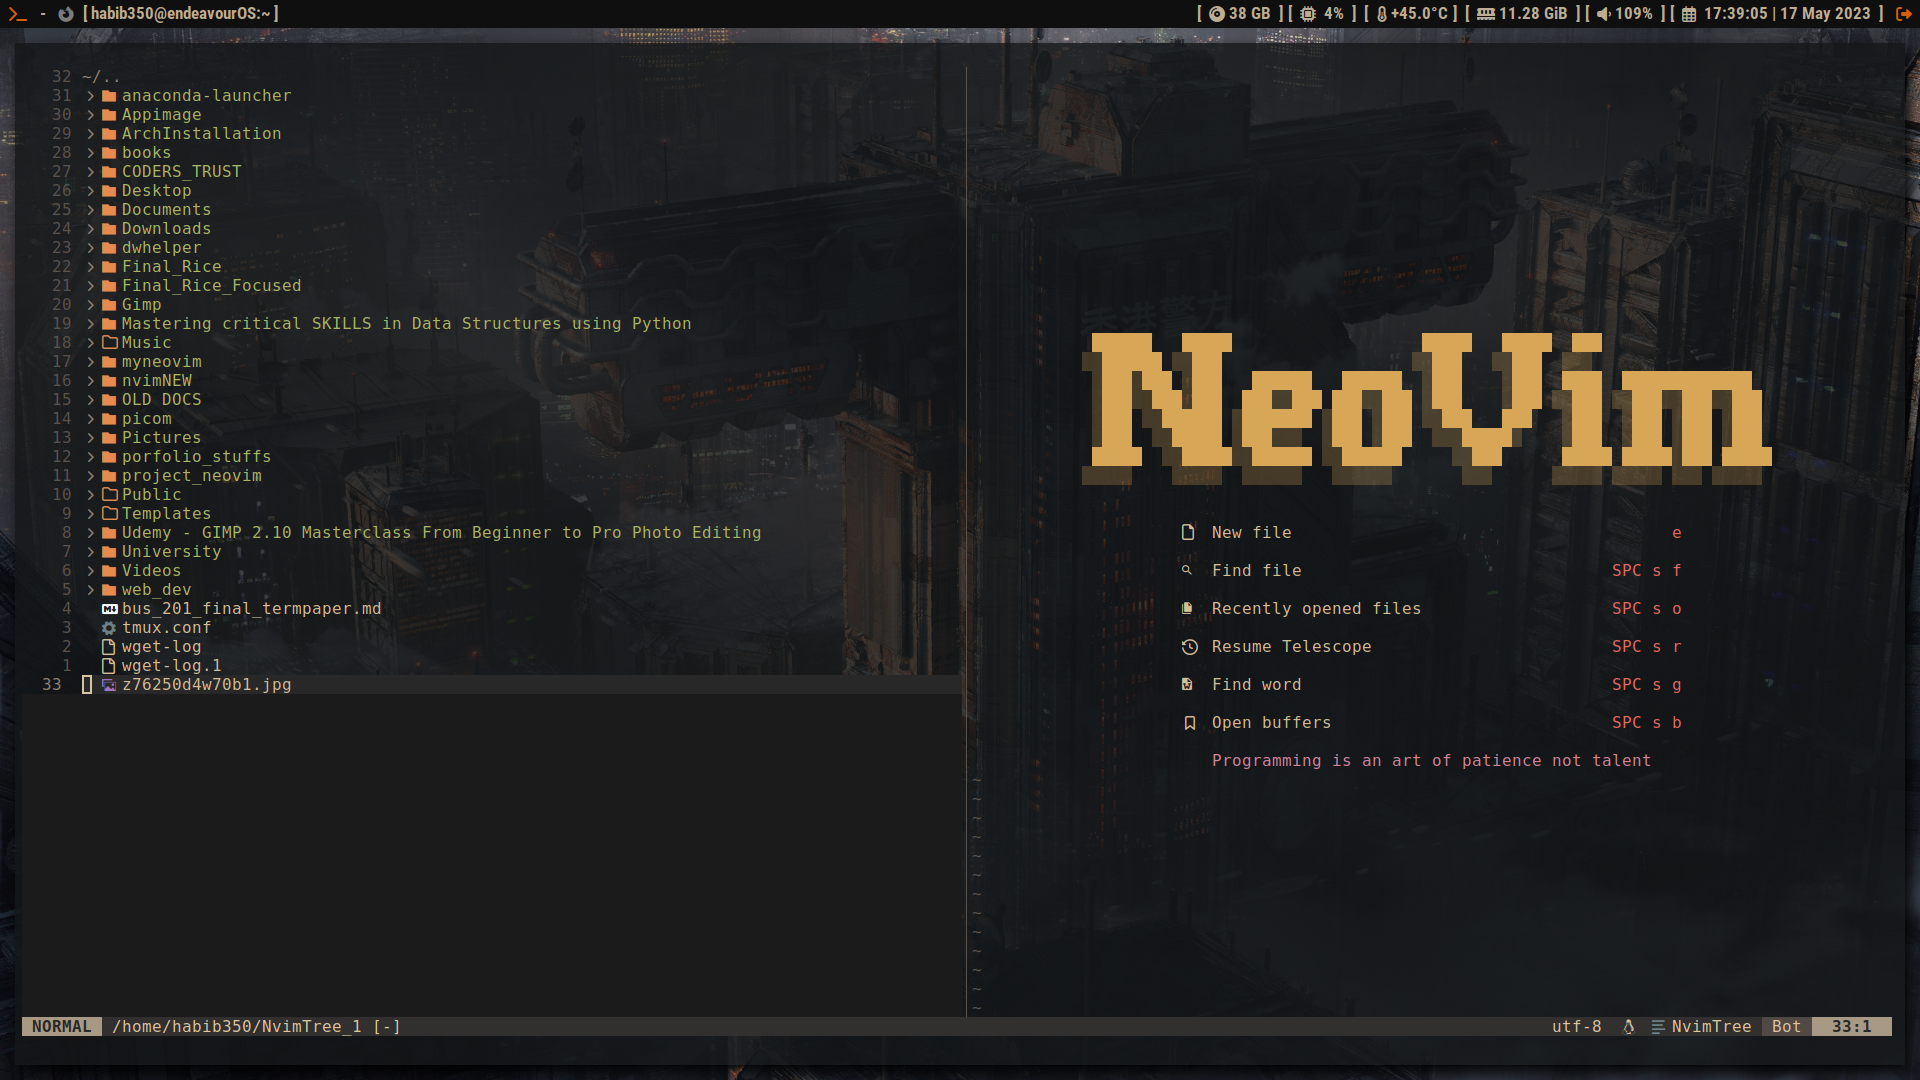 - [habib350@endeavourOS:~] [ 38 GB ] [ 4% ] [ +45.0°C ] [ 11.28 GiB ] [ 109% ] [ 17:39:05 | 17 May 2023 ]
32 ~/..
31 > anaconda-launcher
30 > Appimage
29 > ArchInstallation
28 > books
27 > CODERS_TRUST
26 > Desktop
25 > Documents
24 > Downloads
23 > dwhelper
22 > Final_Rice
21 > Final_Rice_Focused
20 > Gimp
19 > Mastering critical SKILLS in Data Structures using Python
18 > Music
17 > myneovim
16 > nvimNEW
15 > OLD DOCS
14 > picom
13 > Pictures
12 > porfolio_stuffs
11 > project_neovim
10 > Public
9 > Templates
8 > Udemy - GIMP 2.10 Masterclass From Beginner to Pro Photo Editing
7 > University
6 > Videos
5 > web_dev
4 bus_201_final_termpaper.md
3 tmux.conf
2 wget-log
1 wget-log.1
33 z76250d4w70b1.jpg
香港警方
NeoVim
New file e
Find file SPC s f
Recently opened files SPC s o
Resume Telescope SPC s r
Find word SPC s g
Open buffers SPC s b
Programming is an art of patience not talent
~
~
~
~
~
~
~
~
~
~
~
~
~
NORMAL /home/habib350/NvimTree_1 [-] utf-8 NvimTree Bot 33:1